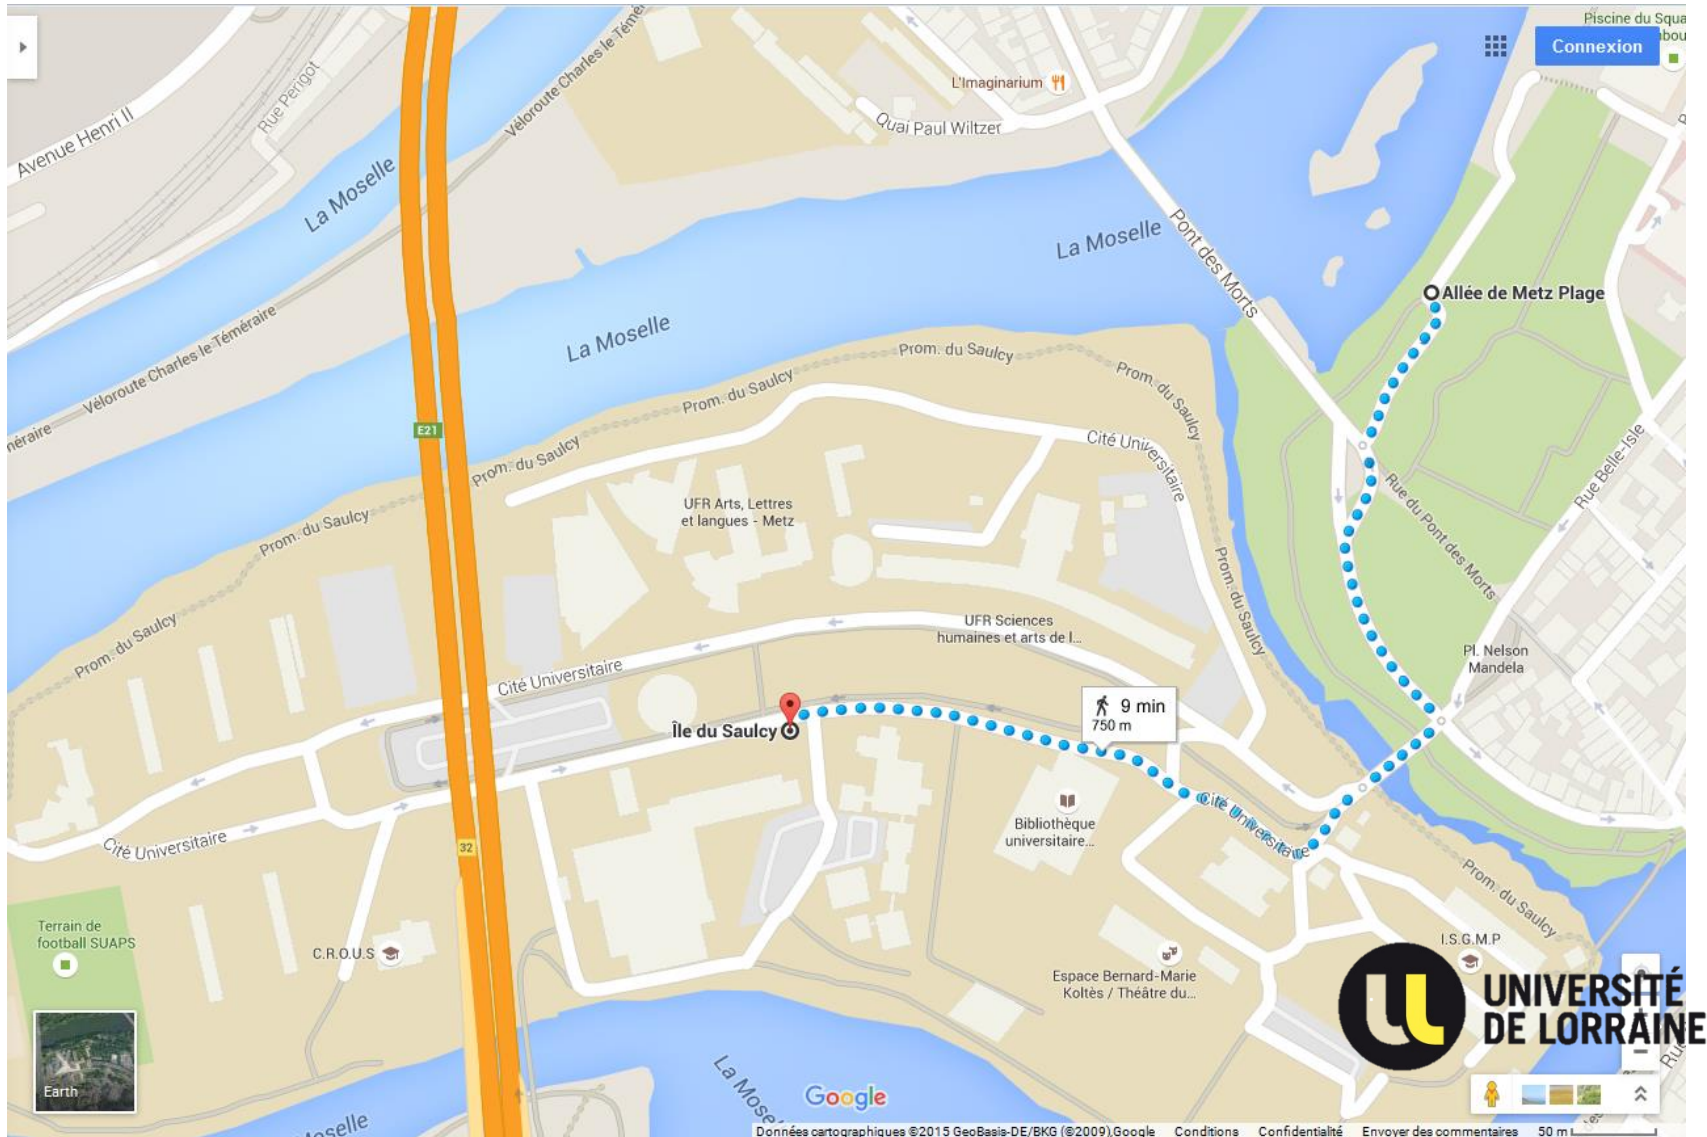 Piscine du Squa
Connexion
L'Imaginarium
Véloroute Charles le Témér
Rue Perigot
Avenue Henri II
Quai Paul Wiltzer
La Moselle
La Moselle
Pont des Morts
Allée de Metz Plage
Véloroute Charles le Téméraire
La Moselle
Prom. du Saulcy
Prom. du Saulcy
Prom. du Saulcy
méraire
E21
Prom. du Saulcy
Cité Universitaire
Rue Belle-Isle
Rue du Pont des Morts
UFR Arts, Lettres
et langues - Metz
Prom. du Saulcy
Prom. du Saulcy
Prom. du Saulcy
UFR Sciences
humaines et arts de l...
Pl. Nelson
Mandela
Cité Universitaire
9 min
750 m
Île du Saulcy
Cité Universitaire
Bibliothèque
universitaire...
Cité Universitaire
32
Prom. du Saulcy
Terrain de
football SUAPS
C.R.O.U.S
I.S.G.M.P
Espace Bernard-Marie
Koltès / Théâtre du...
UNIVERSITÉ
DE LORRAINE
Earth
La Mose
Google
oselle
Données cartographiques ©2015 GeoBasis-DE/BKG (©2009),Google Conditions Confidentialité Envoyer des commentaires 50 m